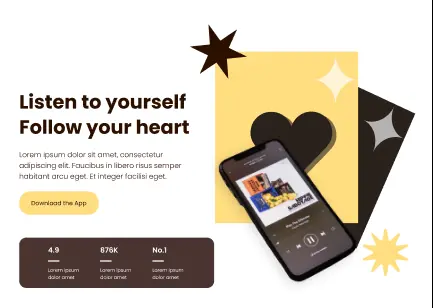 Listen to yourself
Follow your heart
Lorem ipsum dolor sit amet, consectetur
adipiscing elit. Faucibus in libero risus semper
habitant arcu eget. Et integer facilisi eget.
Download the App
4.9
876K
No.1
Lorem ipsum
dolor amet
Lorem ipsum
dolor amet
Lorem ipsum
dolor amet